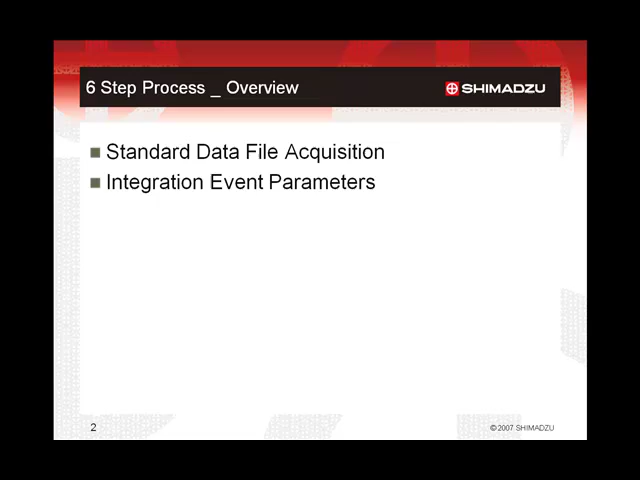 6 Step Process _ Overview
SHIMADZU
Standard Data File Acquisition
Integration Event Parameters
2
© 2007 SHIMADZU